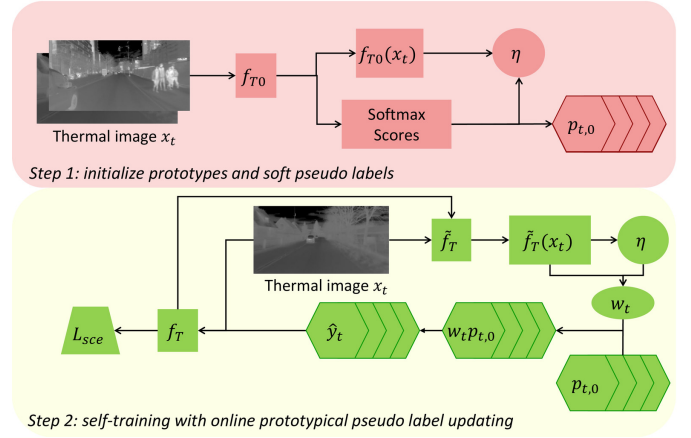 f_{T0}
f_{T0}(x_t)
η
Softmax
Scores
p_{t,0}
Thermal image x_t
Step 1: initialize prototypes and soft pseudo labels
f̃_T
f̃_T(x_t)
η
Thermal image x_t
w_t
L_{sce}
f_T
ŷ_t
w_t p_{t,0}
p_{t,0}
Step 2: self-training with online prototypical pseudo label updating